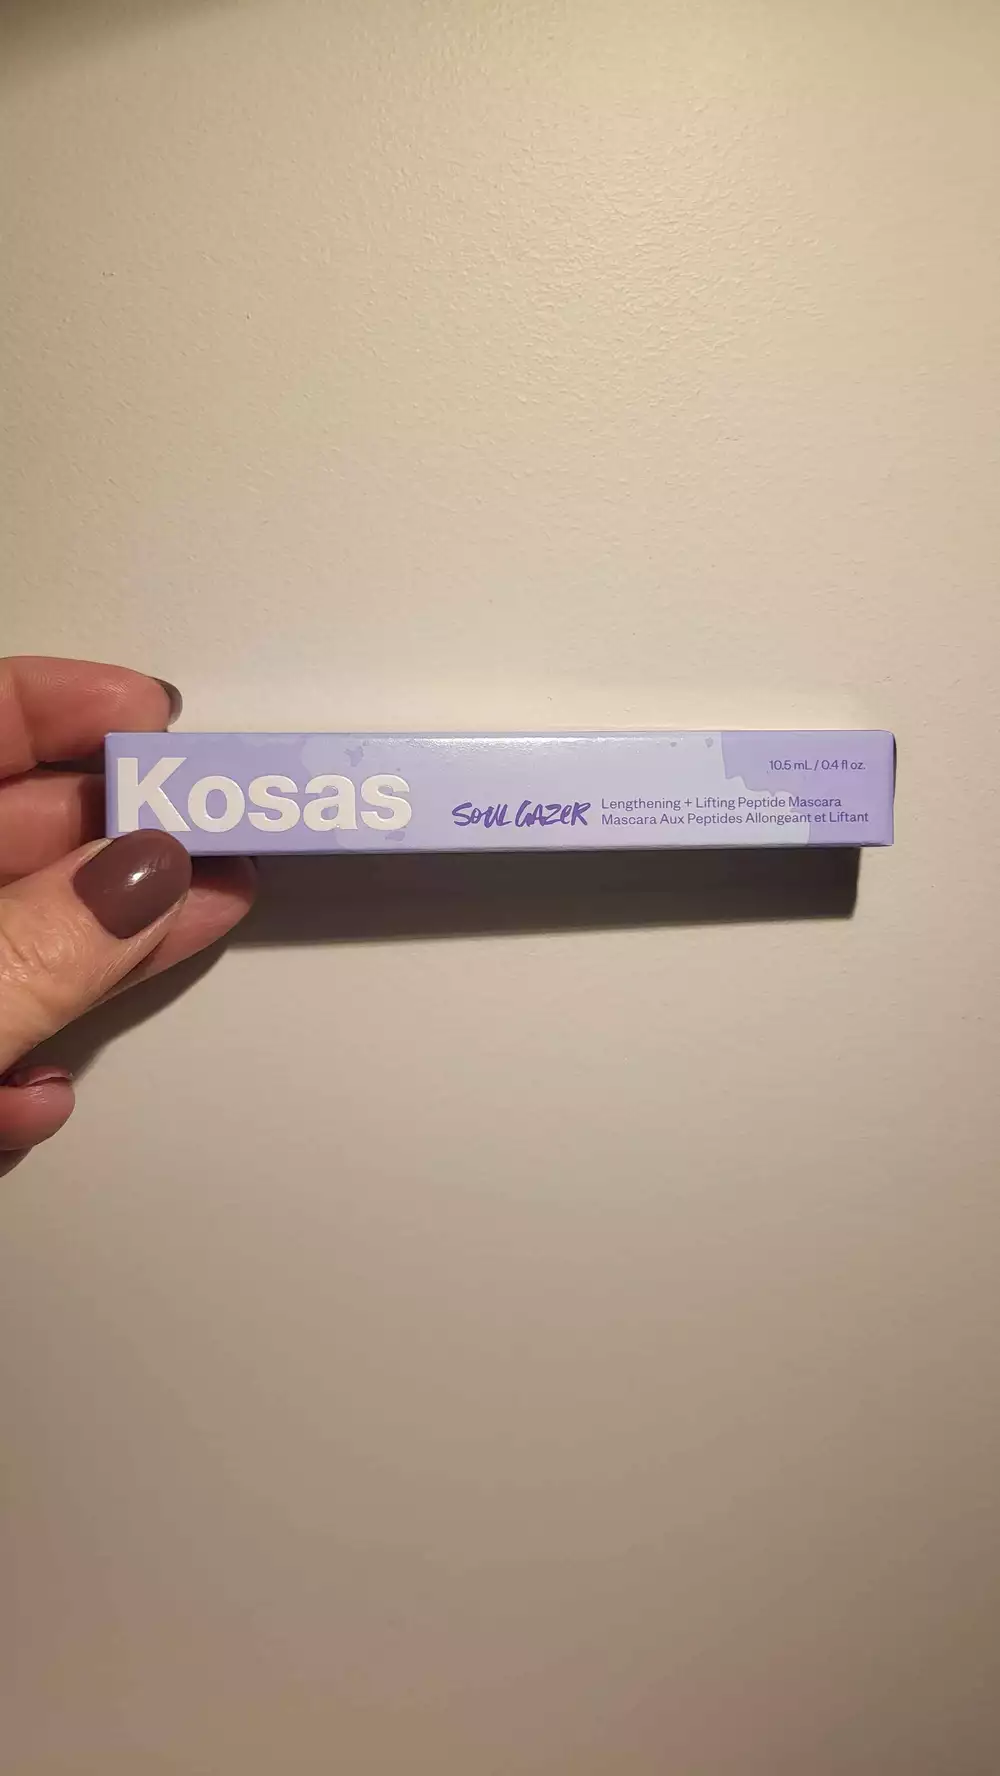 Kosas
SOUL GAZER
10.5 mL / 0.4 fl oz.
Lengthening + Lifting Peptide Mascara
Mascara Aux Peptides Allongeant et Liftant